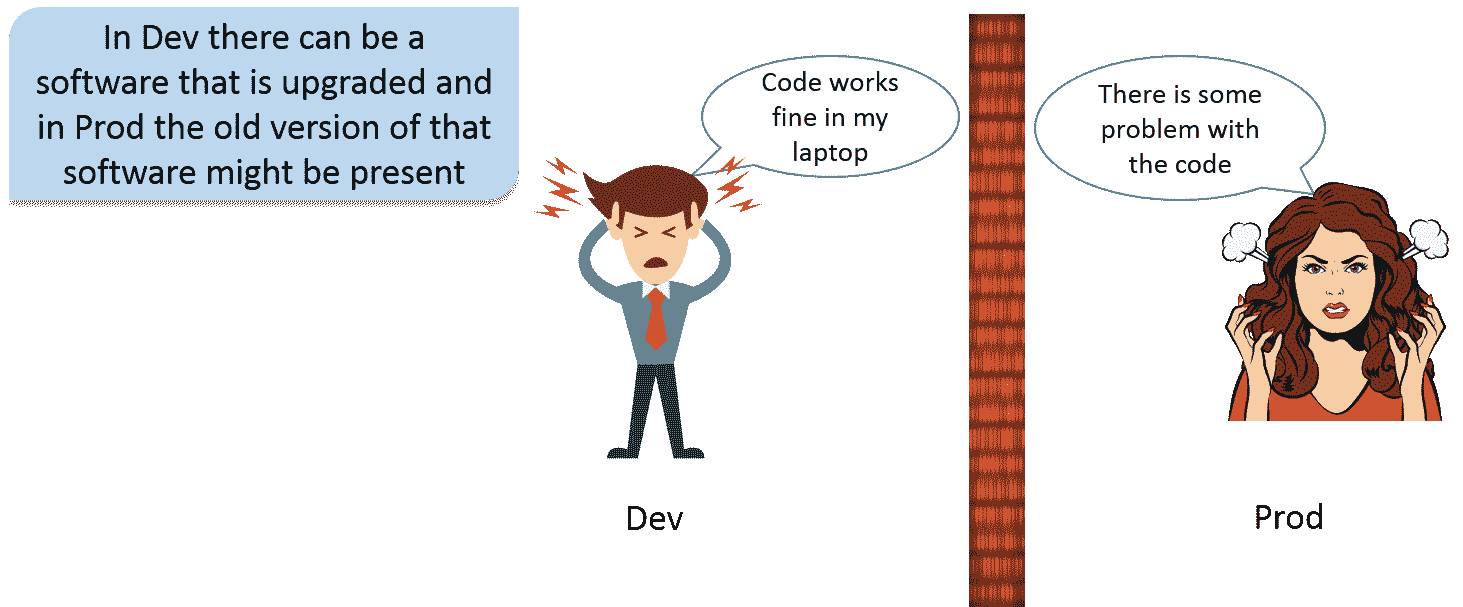 In Dev there can be a
software that is upgraded and
in Prod the old version of that
software might be present
Code works
fine in my
laptop
There is some
problem with
the code
Dev
Prod